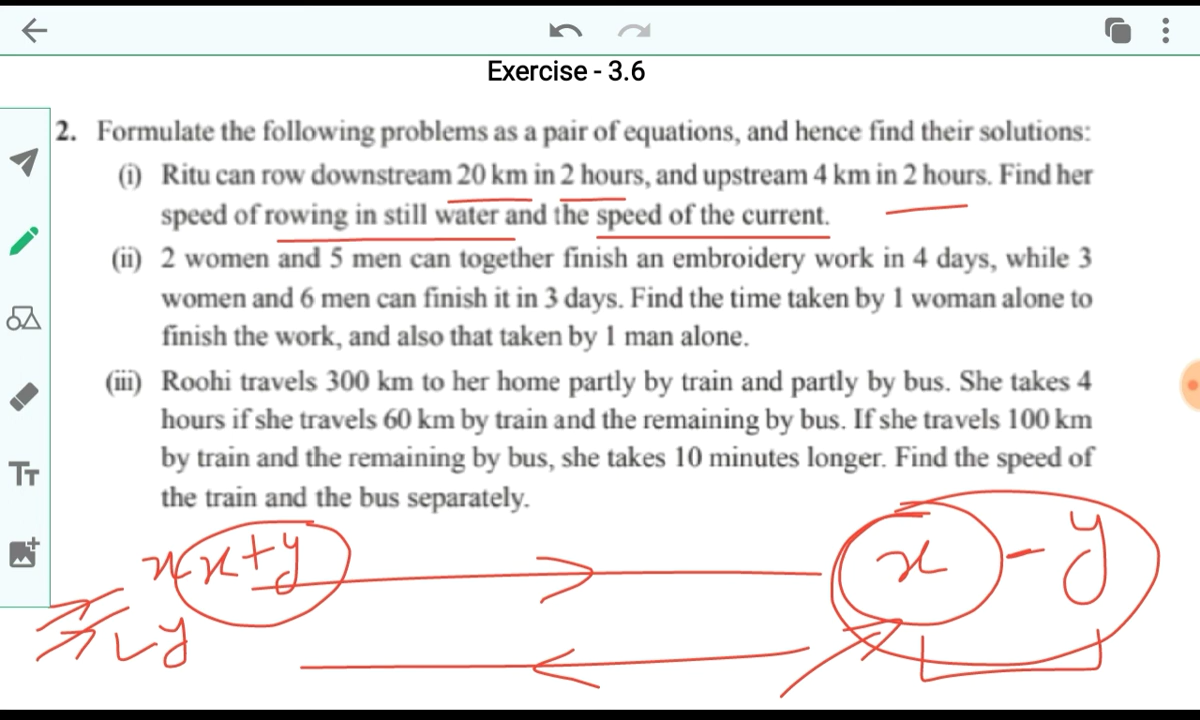 Exercise - 3.6
2. Formulate the following problems as a pair of equations, and hence find their solutions:
(i) Ritu can row downstream 20 km in 2 hours, and upstream 4 km in 2 hours. Find her
speed of rowing in still water and the speed of the current.
(ii) 2 women and 5 men can together finish an embroidery work in 4 days, while 3
women and 6 men can finish it in 3 days. Find the time taken by 1 woman alone to
finish the work, and also that taken by 1 man alone.
(iii) Roohi travels 300 km to her home partly by train and partly by bus. She takes 4
hours if she travels 60 km by train and the remaining by bus. If she travels 100 km
by train and the remaining by bus, she takes 10 minutes longer. Find the speed of
the train and the bus separately.
x x+y
x - y
y
TT